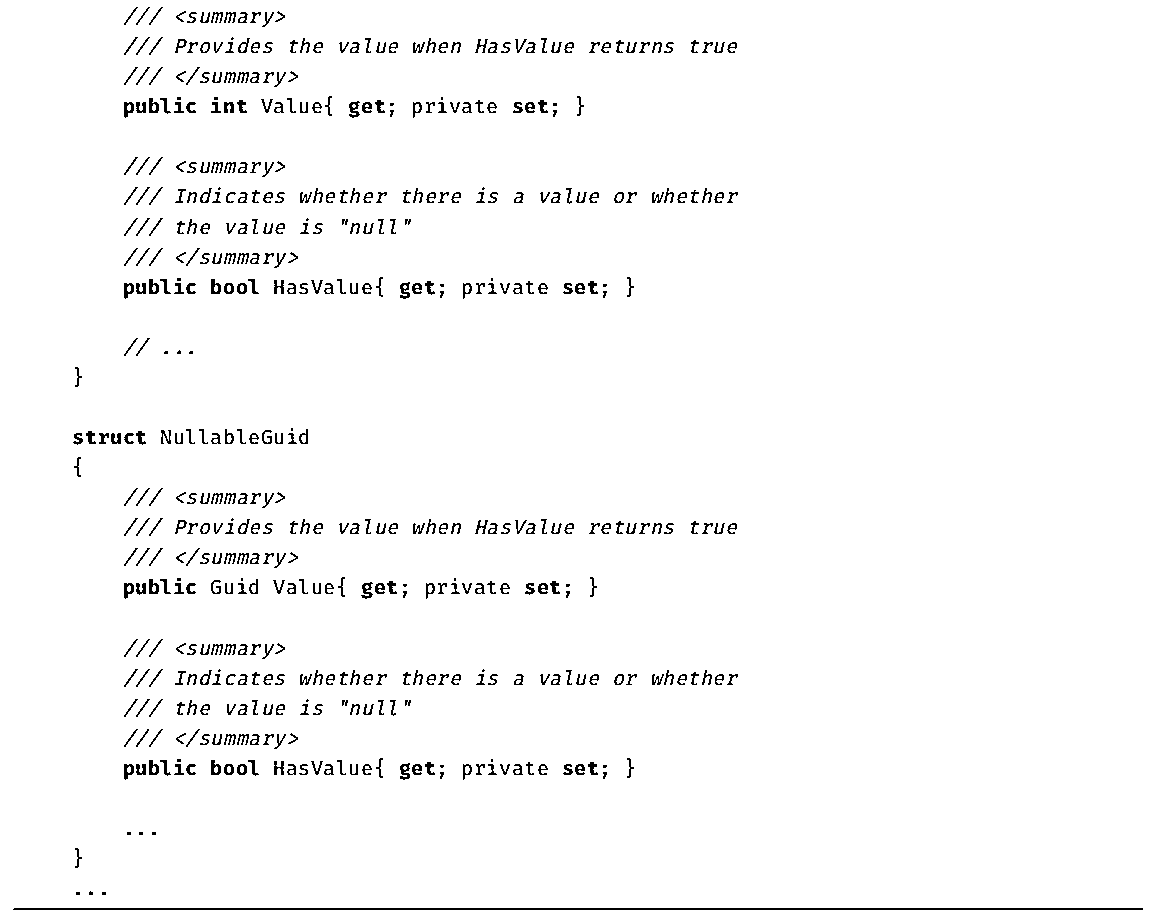 /// <summary>
/// Provides the value when HasValue returns true
/// </summary>
public int Value{ get; private set; }
/// <summary>
/// Indicates whether there is a value or whether
/// the value is "null"
/// </summary>
public bool HasValue{ get; private set; }
// ...
}
struct NullableGuid
{
/// <summary>
/// Provides the value when HasValue returns true
/// </summary>
public Guid Value{ get; private set; }
/// <summary>
/// Indicates whether there is a value or whether
/// the value is "null"
/// </summary>
public bool HasValue{ get; private set; }
...
}
...